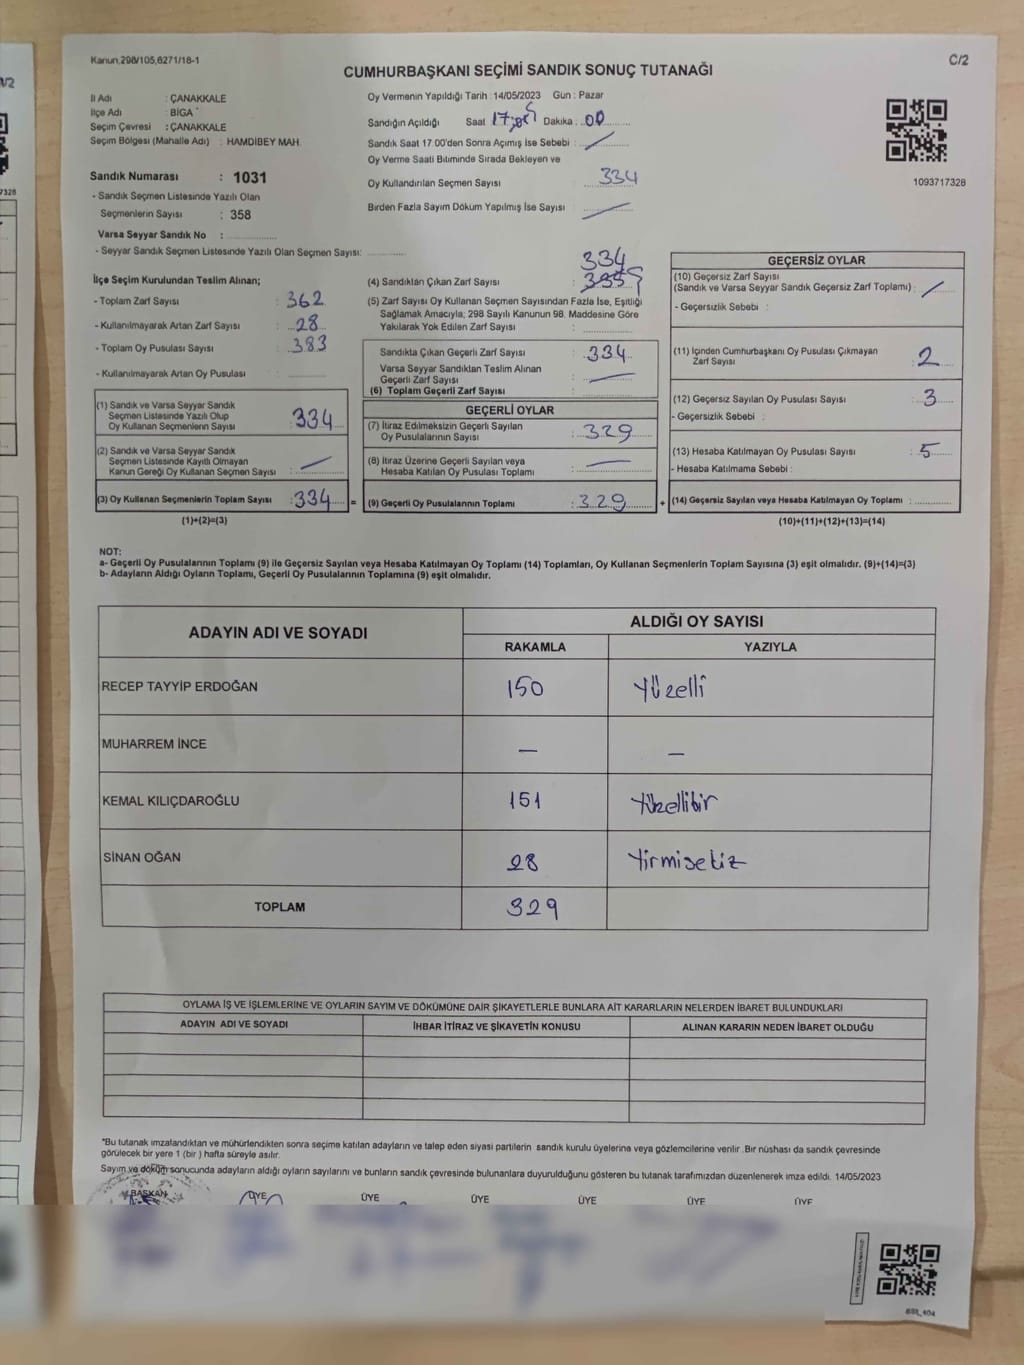 Kanun,298/105,6271/18-1
C/2
CUMHURBAŞKANI SEÇİMİ SANDIK SONUÇ TUTANAĞI
İl Adı : ÇANAKKALE
İlçe Adı : BİGA
Seçim Çevresi : ÇANAKKALE
Seçim Bölgesi (Mahalle Adı) : HAMDİBEY MAH.
Sandık Numarası : 1031
- Sandık Seçmen Listesinde Yazılı Olan
Seçmenlerin Sayısı : 358
Varsa Seyyar Sandık No :
- Seyyar Sandık Seçmen Listesinde Yazılı Olan Seçmen Sayısı:
Oy Vermenin Yapıldığı Tarih :14/05/2023 Gün : Pazar
Sandığın Açıldığı Saat Dakika : 00
Sandık Saat 17.00'den Sonra Açımış İse Sebebi :
Oy Verme Saati Bitiminde Sırada Bekleyen ve
Oy Kullandırılan Seçmen Sayısı 334
Birden Fazla Sayım Döküm Yapılmış İse Sayısı
1093717328
İlçe Seçim Kurulundan Teslim Alınan;
- Toplam Zarf Sayısı : 362
- Kullanılmayarak Artan Zarf Sayısı : 28
- Toplam Oy Pusulası Sayısı : 383
- Kullanılmayarak Artan Oy Pusulası :
(1) Sandık ve Varsa Seyyar Sandık
Seçmen Listesinde Yazılı Olup
Oy Kullanan Seçmenlerin Sayısı : 334
(2) Sandık ve Varsa Seyyar Sandık
Seçmen Listesinde Kayıtlı Olmayan
Kanun Gereği Oy Kullanan Seçmen Sayısı :
(3) Oy Kullanan Seçmenlerin Toplam Sayısı : 334 =
(1)+(2)=(3)
334
(4) Sandıktan Çıkan Zarf Sayısı :
(5) Zarf Sayısı Oy Kullanan Seçmen Sayısından Fazla İse, Eşitliği
Sağlamak Amacıyla; 298 Sayılı Kanunun 98. Maddesine Göre
Yakılarak Yok Edilen Zarf Sayısı :
Sandıkta Çıkan Geçerli Zarf Sayısı : 334
Varsa Seyyar Sandıktan Teslim Alınan
Geçerli Zarf Sayısı :
(6) Toplam Geçerli Zarf Sayısı :
GEÇERLİ OYLAR
(7) İtiraz Edilmeksizin Geçerli Sayılan
Oy Pusulalarının Sayısı : 329
(8) İtiraz Üzerine Geçerli Sayılan veya
Hesaba Katılan Oy Pusulası Toplamı :
(9) Geçerli Oy Pusulalarının Toplamı : 329 +
GEÇERSİZ OYLAR
(10) Geçersiz Zarf Sayısı
(Sandık ve Varsa Seyyar Sandık Geçersiz Zarf Toplamı) :
- Geçersizlik Sebebi :
(11) İçinden Cumhurbaşkanı Oy Pusulası Çıkmayan
Zarf Sayısı : 2
(12) Geçersiz Sayılan Oy Pusulası Sayısı : 3
- Geçersizlik Sebebi :
(13) Hesaba Katılmayan Oy Pusulası Sayısı : 5
- Hesaba Katılmama Sebebi :
(14) Geçersiz Sayılan veya Hesaba Katılmayan Oy Toplamı :
(10)+(11)+(12)+(13)=(14)
NOT:
a- Geçerli Oy Pusulalarının Toplamı (9) ile Geçersiz Sayılan veya Hesaba Katılmayan Oy Toplamı (14) Toplamları, Oy Kullanan Seçmenlerin Toplam Sayısına (3) eşit olmalıdır. (9)+(14)=(3)
b- Adayların Aldığı Oyların Toplamı, Geçerli Oy Pusulalarının Toplamına (9) eşit olmalıdır.
ADAYIN ADI VE SOYADI ALDIĞI OY SAYISI
RAKAMLA YAZIYLA
RECEP TAYYİP ERDOĞAN 150 Yüzelli
MUHARREM İNCE — —
KEMAL KILIÇDAROĞLU 151 Yüzellibir
SİNAN OĞAN 28 Yirmisekiz
TOPLAM 329
OYLAMA İŞ VE İŞLEMLERİNE VE OYLARIN SAYIM VE DÖKÜMÜNE DAİR ŞİKAYETLERLE BUNLARA AİT KARARLARIN NELERDEN İBARET BULUNDUKLARI
ADAYIN ADI VE SOYADI İHBAR İTİRAZ VE ŞİKAYETİN KONUSU ALINAN KARARIN NEDEN İBARET OLDUĞU
*Bu tutanak imzalandıktan ve mühürlendikten sonra seçime katılan adayların ve talep eden siyasi partilerin sandık kurulu üyelerine veya gözlemcilerine verilir .Bir nüshası da sandık çevresinde
görülecek bir yere 1 (bir ) hafta süreyle asılır.
Sayım ve döküm sonucunda adayların aldığı oyların sayılarını ve bunların sandık çevresinde bulunanlara duyurulduğunu gösteren bu tutanak tarafımızdan düzenlenerek imza edildi. 14/05/2023
BAŞKAN ÜYE ÜYE ÜYE ÜYE ÜYE ÜYE